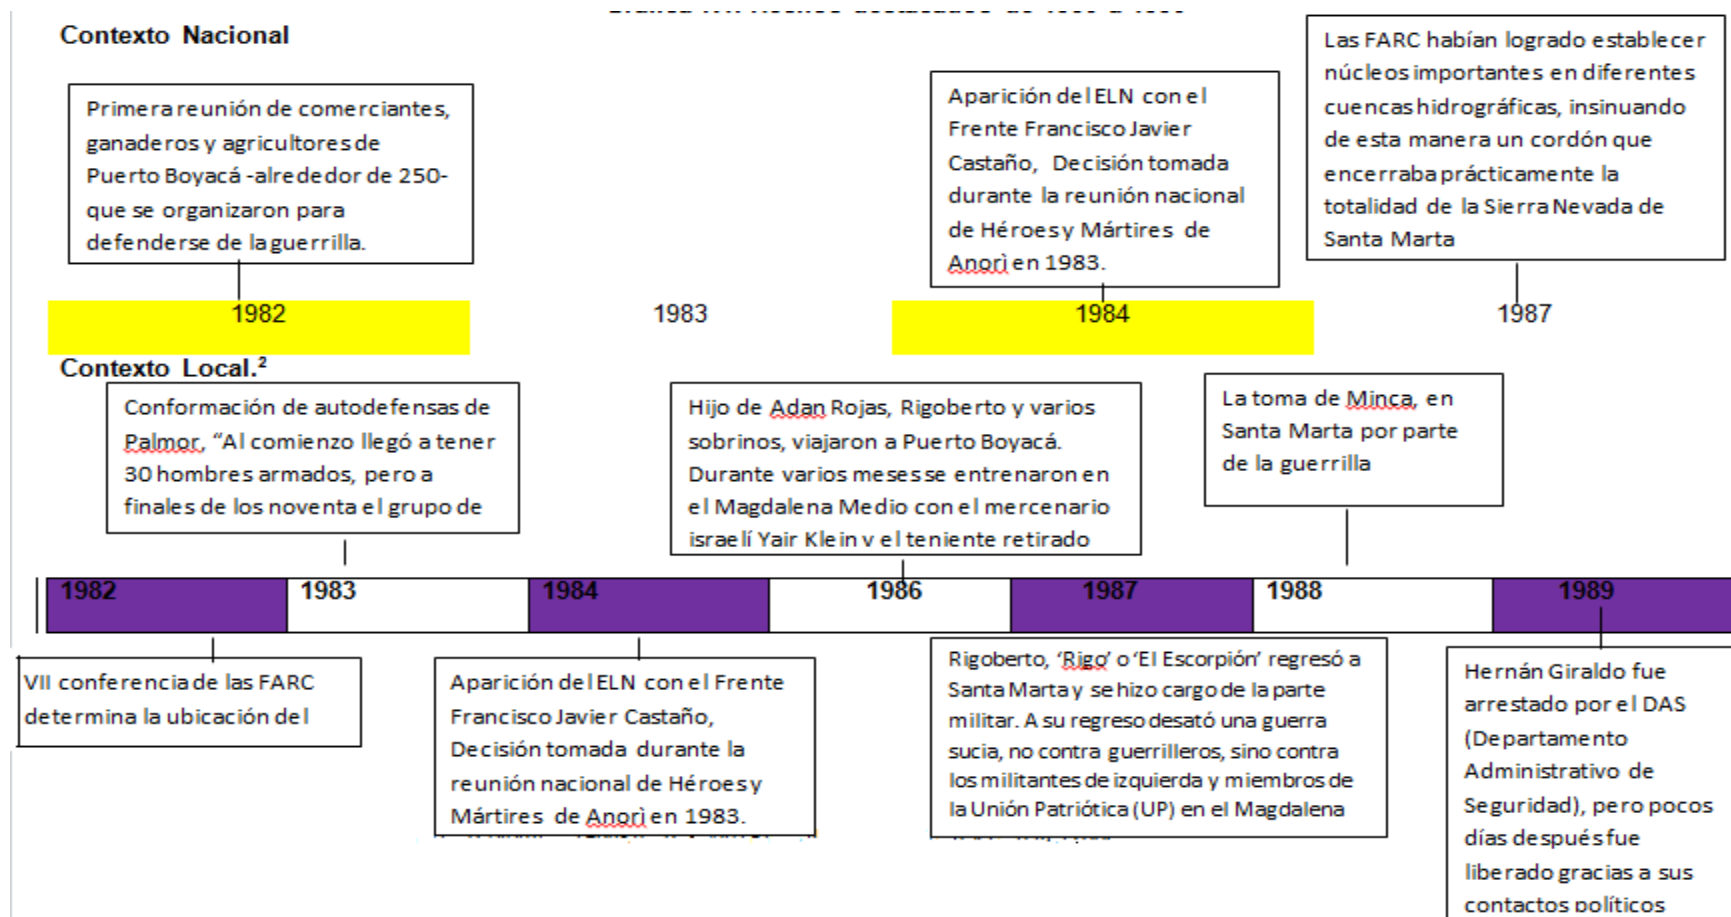 Contexto Nacional
Primera reunión de comerciantes,
ganaderos y agricultores de
Puerto Boyacá -alrededor de 250-
que se organizaron para
defenderse de la guerrilla.
Aparición del ELN con el
Frente Francisco Javier
Castaño, Decisión tomada
durante la reunión nacional
de Héroes y Mártires de
Anorì en 1983.
Las FARC habían logrado establecer
núcleos importantes en diferentes
cuencas hidrográficas, insinuando
de esta manera un cordón que
encerraba prácticamente la
totalidad de la Sierra Nevada de
Santa Marta
1982
1983
1984
1987
Contexto Local.²
Conformación de autodefensas de
Palmor, “Al comienzo llegó a tener
30 hombres armados, pero a
finales de los noventa el grupo de
Hijo de Adan Rojas, Rigoberto y varios
sobrinos, viajaron a Puerto Boyacá.
Durante varios meses se entrenaron en
el Magdalena Medio con el mercenario
israelí Yair Klein y el teniente retirado
La toma de Minca, en
Santa Marta por parte
de la guerrilla
1982
1983
1984
1986
1987
1988
1989
VII conferencia de las FARC
determina la ubicación del
Aparición del ELN con el Frente
Francisco Javier Castaño,
Decisión tomada durante la
reunión nacional de Héroes y
Mártires de Anorì en 1983.
Rigoberto, ‘Rigo’ o ‘El Escorpión’ regresó a
Santa Marta y se hizo cargo de la parte
militar. A su regreso desató una guerra
sucia, no contra guerrilleros, sino contra
los militantes de izquierda y miembros de
la Unión Patriótica (UP) en el Magdalena
Hernán Giraldo fue
arrestado por el DAS
(Departamento
Administrativo de
Seguridad), pero pocos
días después fue
liberado gracias a sus
contactos políticos